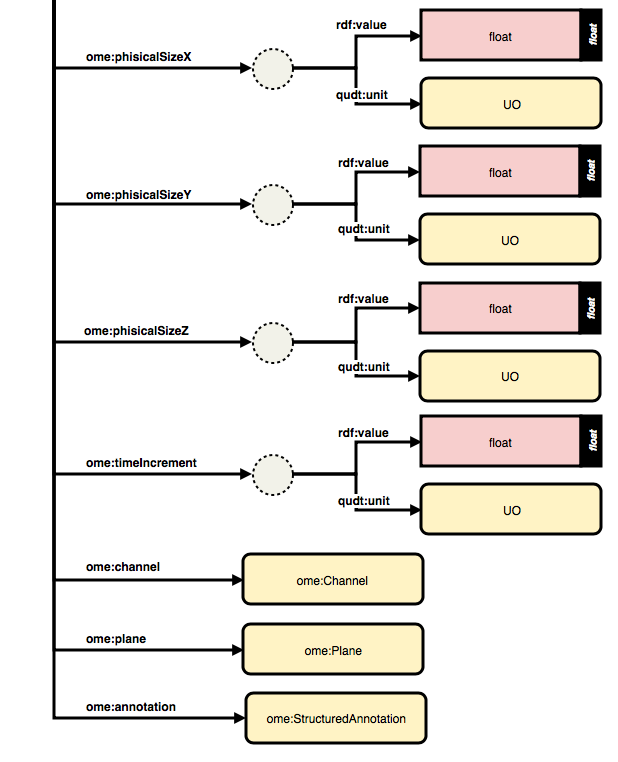 rdf:value
float
float
ome:phisicalSizeX
qudt:unit
UO
rdf:value
float
float
ome:phisicalSizeY
qudt:unit
UO
rdf:value
float
float
ome:phisicalSizeZ
qudt:unit
UO
rdf:value
float
float
ome:timeIncrement
qudt:unit
UO
ome:channel
ome:Channel
ome:plane
ome:Plane
ome:annotation
ome:StructuredAnnotation